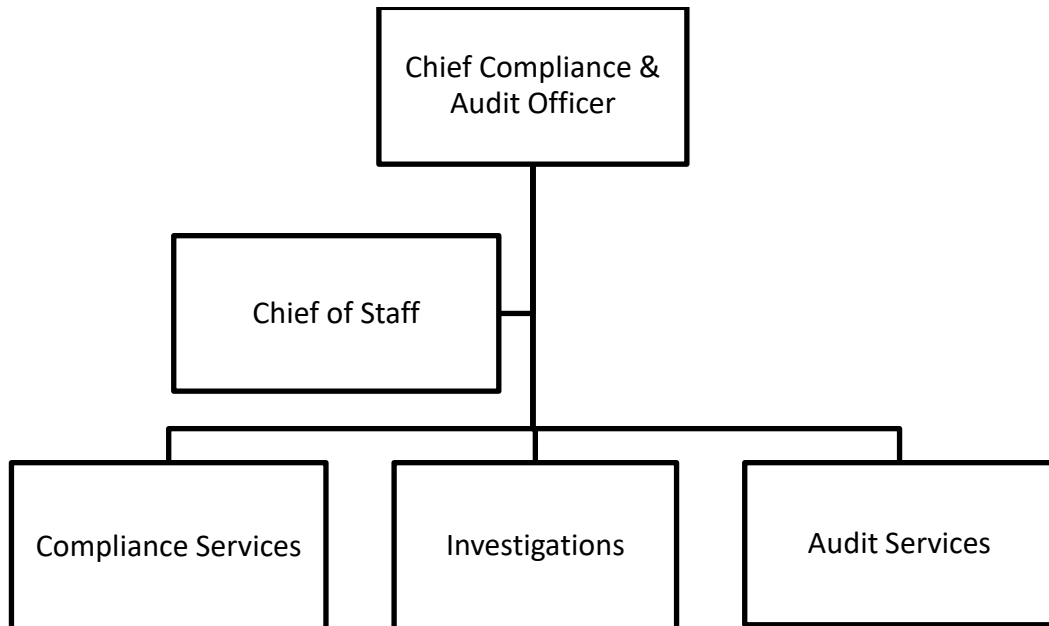 Chief Compliance &
Audit Officer
Chief of Staff
Compliance Services
Investigations
Audit Services